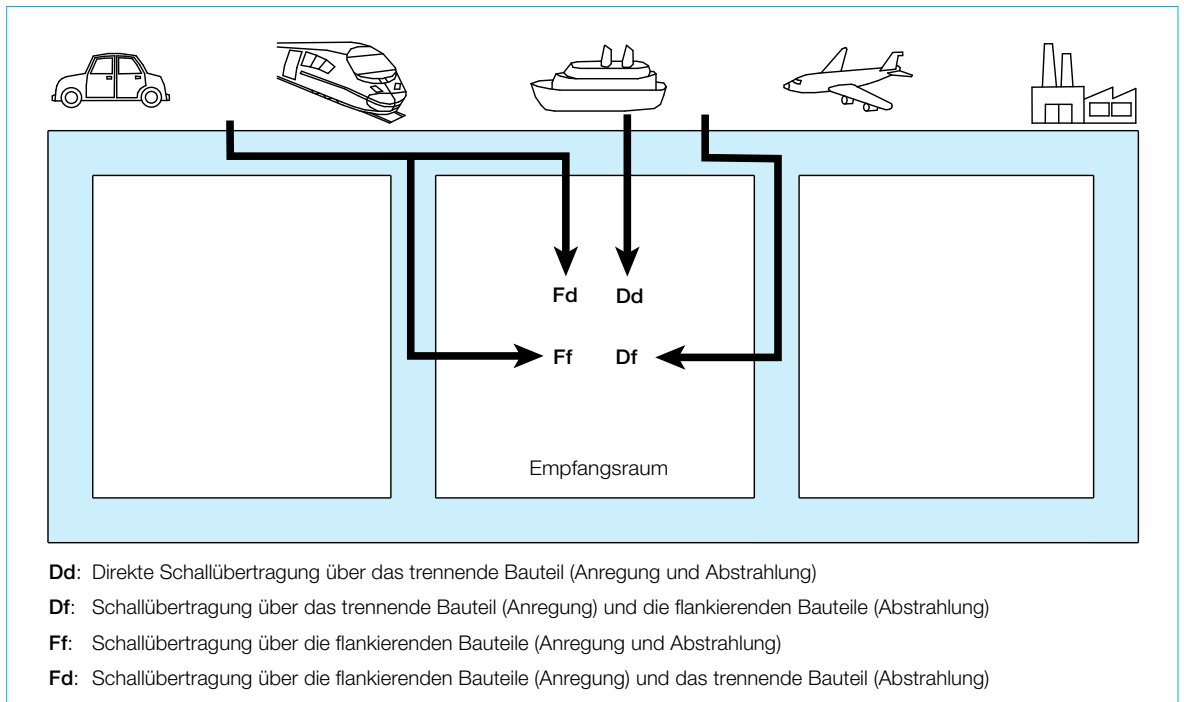 Fd Dd
Ff Df
Empfangsraum
Dd: Direkte Schallübertragung über das trennende Bauteil (Anregung und Abstrahlung)
Df: Schallübertragung über das trennende Bauteil (Anregung) und die flankierenden Bauteile (Abstrahlung)
Ff: Schallübertragung über die flankierenden Bauteile (Anregung und Abstrahlung)
Fd: Schallübertragung über die flankierenden Bauteile (Anregung) und das trennende Bauteil (Abstrahlung)